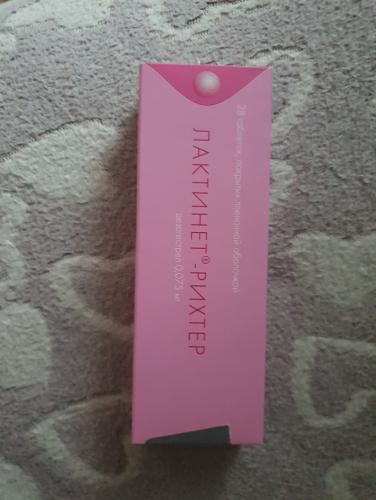 28 таблеток, покрытых пленочной оболочкой
ЛАКТИНЕТ®-РИХТЕР
дезогестрел 0,075 мг